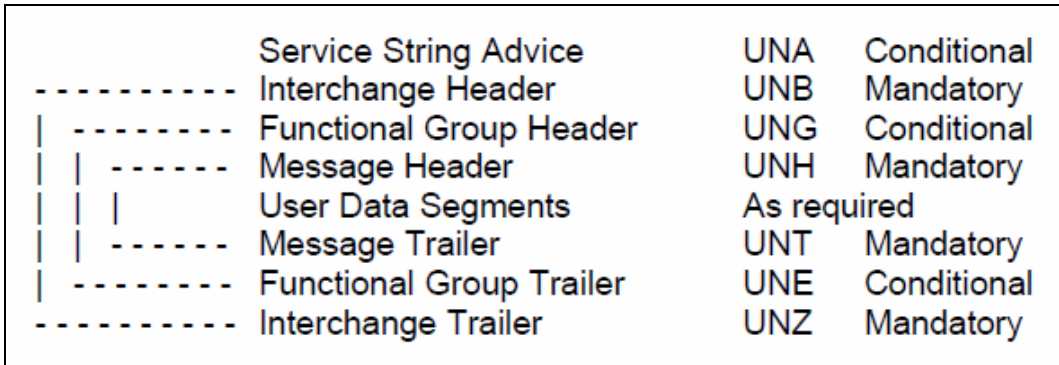 Service String Advice UNA Conditional
---------- Interchange Header UNB Mandatory
| -------- Functional Group Header UNG Conditional
| | ------ Message Header UNH Mandatory
| | | User Data Segments As required
| | ------ Message Trailer UNT Mandatory
| -------- Functional Group Trailer UNE Conditional
---------- Interchange Trailer UNZ Mandatory